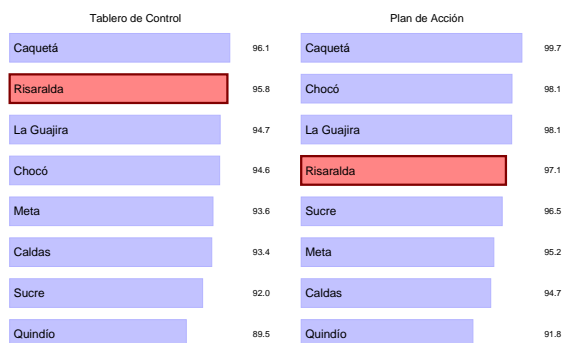 Tablero de Control
Caquetá 96.1
Risaralda 95.8
La Guajira 94.7
Chocó 94.6
Meta 93.6
Caldas 93.4
Sucre 92.0
Quindío 89.5
Plan de Acción
Caquetá 99.7
Chocó 98.1
La Guajira 98.1
Risaralda 97.1
Sucre 96.5
Meta 95.2
Caldas 94.7
Quindío 91.8